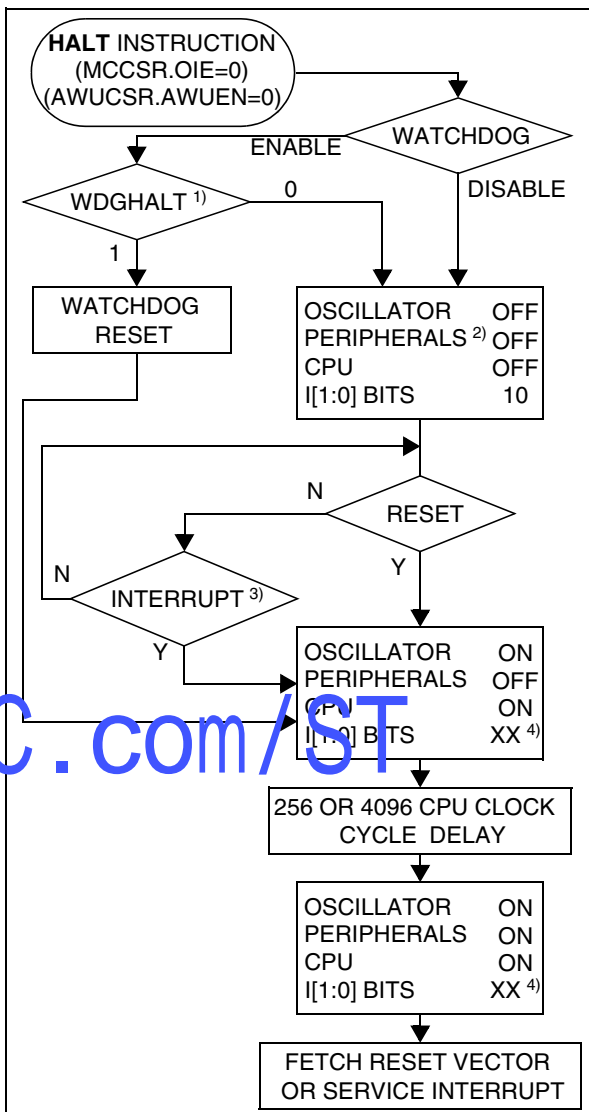 HALT INSTRUCTION
(MCCSR.OIE=0)
(AWUCSR.AWUEN=0)
WATCHDOG
ENABLE
DISABLE
WDGHALT 1)
0
1
WATCHDOG
RESET
OSCILLATOR OFF
PERIPHERALS 2) OFF
CPU OFF
I[1:0] BITS 10
RESET
N
Y
INTERRUPT 3)
N
Y
OSCILLATOR ON
PERIPHERALS OFF
CPU ON
I[1:0] BITS XX 4)
C.com/ST
256 OR 4096 CPU CLOCK
CYCLE DELAY
OSCILLATOR ON
PERIPHERALS ON
CPU ON
I[1:0] BITS XX 4)
FETCH RESET VECTOR
OR SERVICE INTERRUPT